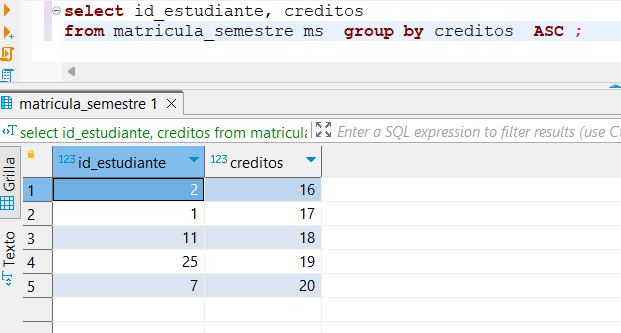 select id_estudiante, creditos
from matricula_semestre ms group by creditos ASC ;
matricula_semestre 1
select id_estudiante, creditos from matricula Enter a SQL expression to filter results (use Ct
Grilla
Texto
123 id_estudiante 123 creditos
1 2 16
2 1 17
3 11 18
4 25 19
5 7 20